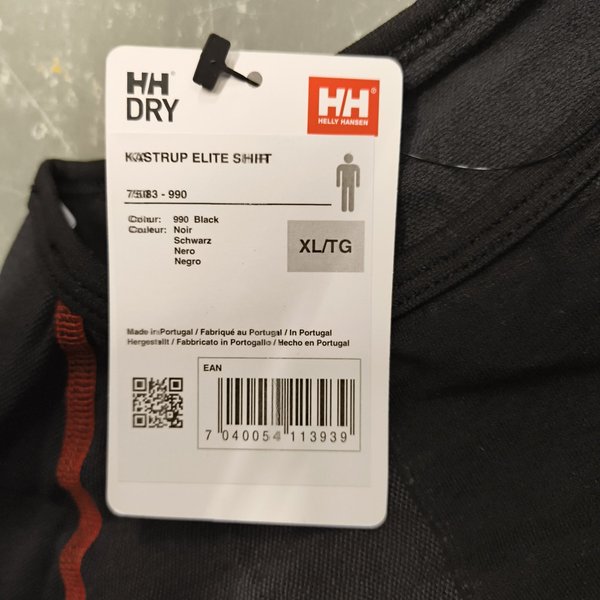 HH®
DRY
HH®
HELLY HANSEN
KASTRUP ELITE SHIRT
- 990
Colour: 990 Black
Couleur: Noir
Schwarz
Nero
Negro
XL/TG
Made in Portugal / Fabriqué au Portugal / In Portugal
Hergestellt / Fabbricato in Portogallo / Hecho en Portugal
EAN
7 040054 113939